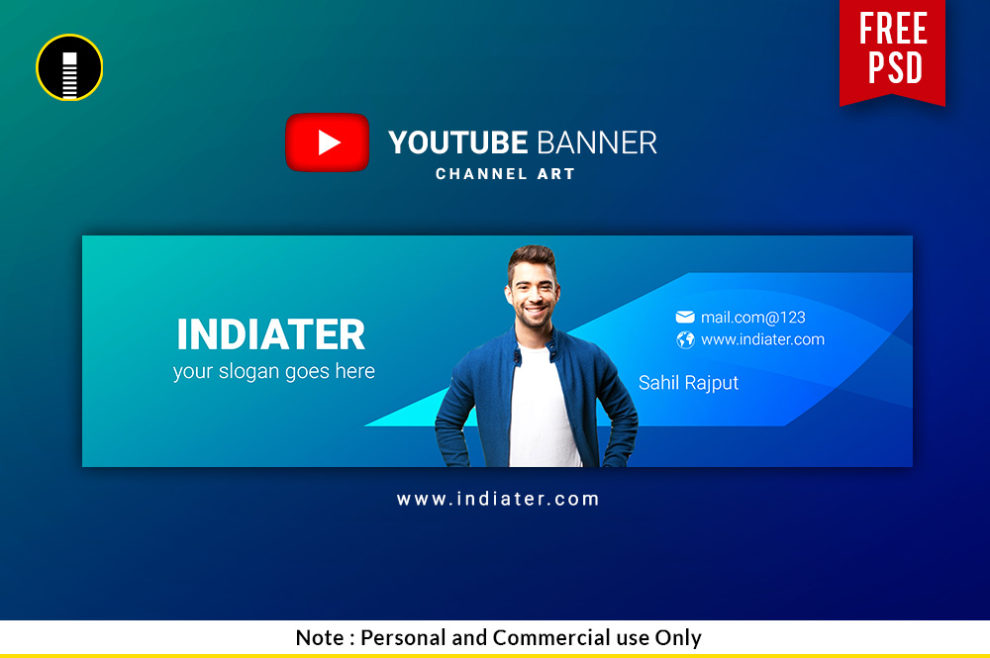 FREE
PSD
YOUTUBE BANNER
CHANNEL ART
INDIATER
your slogan goes here
mail.com@123
www.indiater.com
Sahil Rajput
www.indiater.com
Note : Personal and Commercial use Only